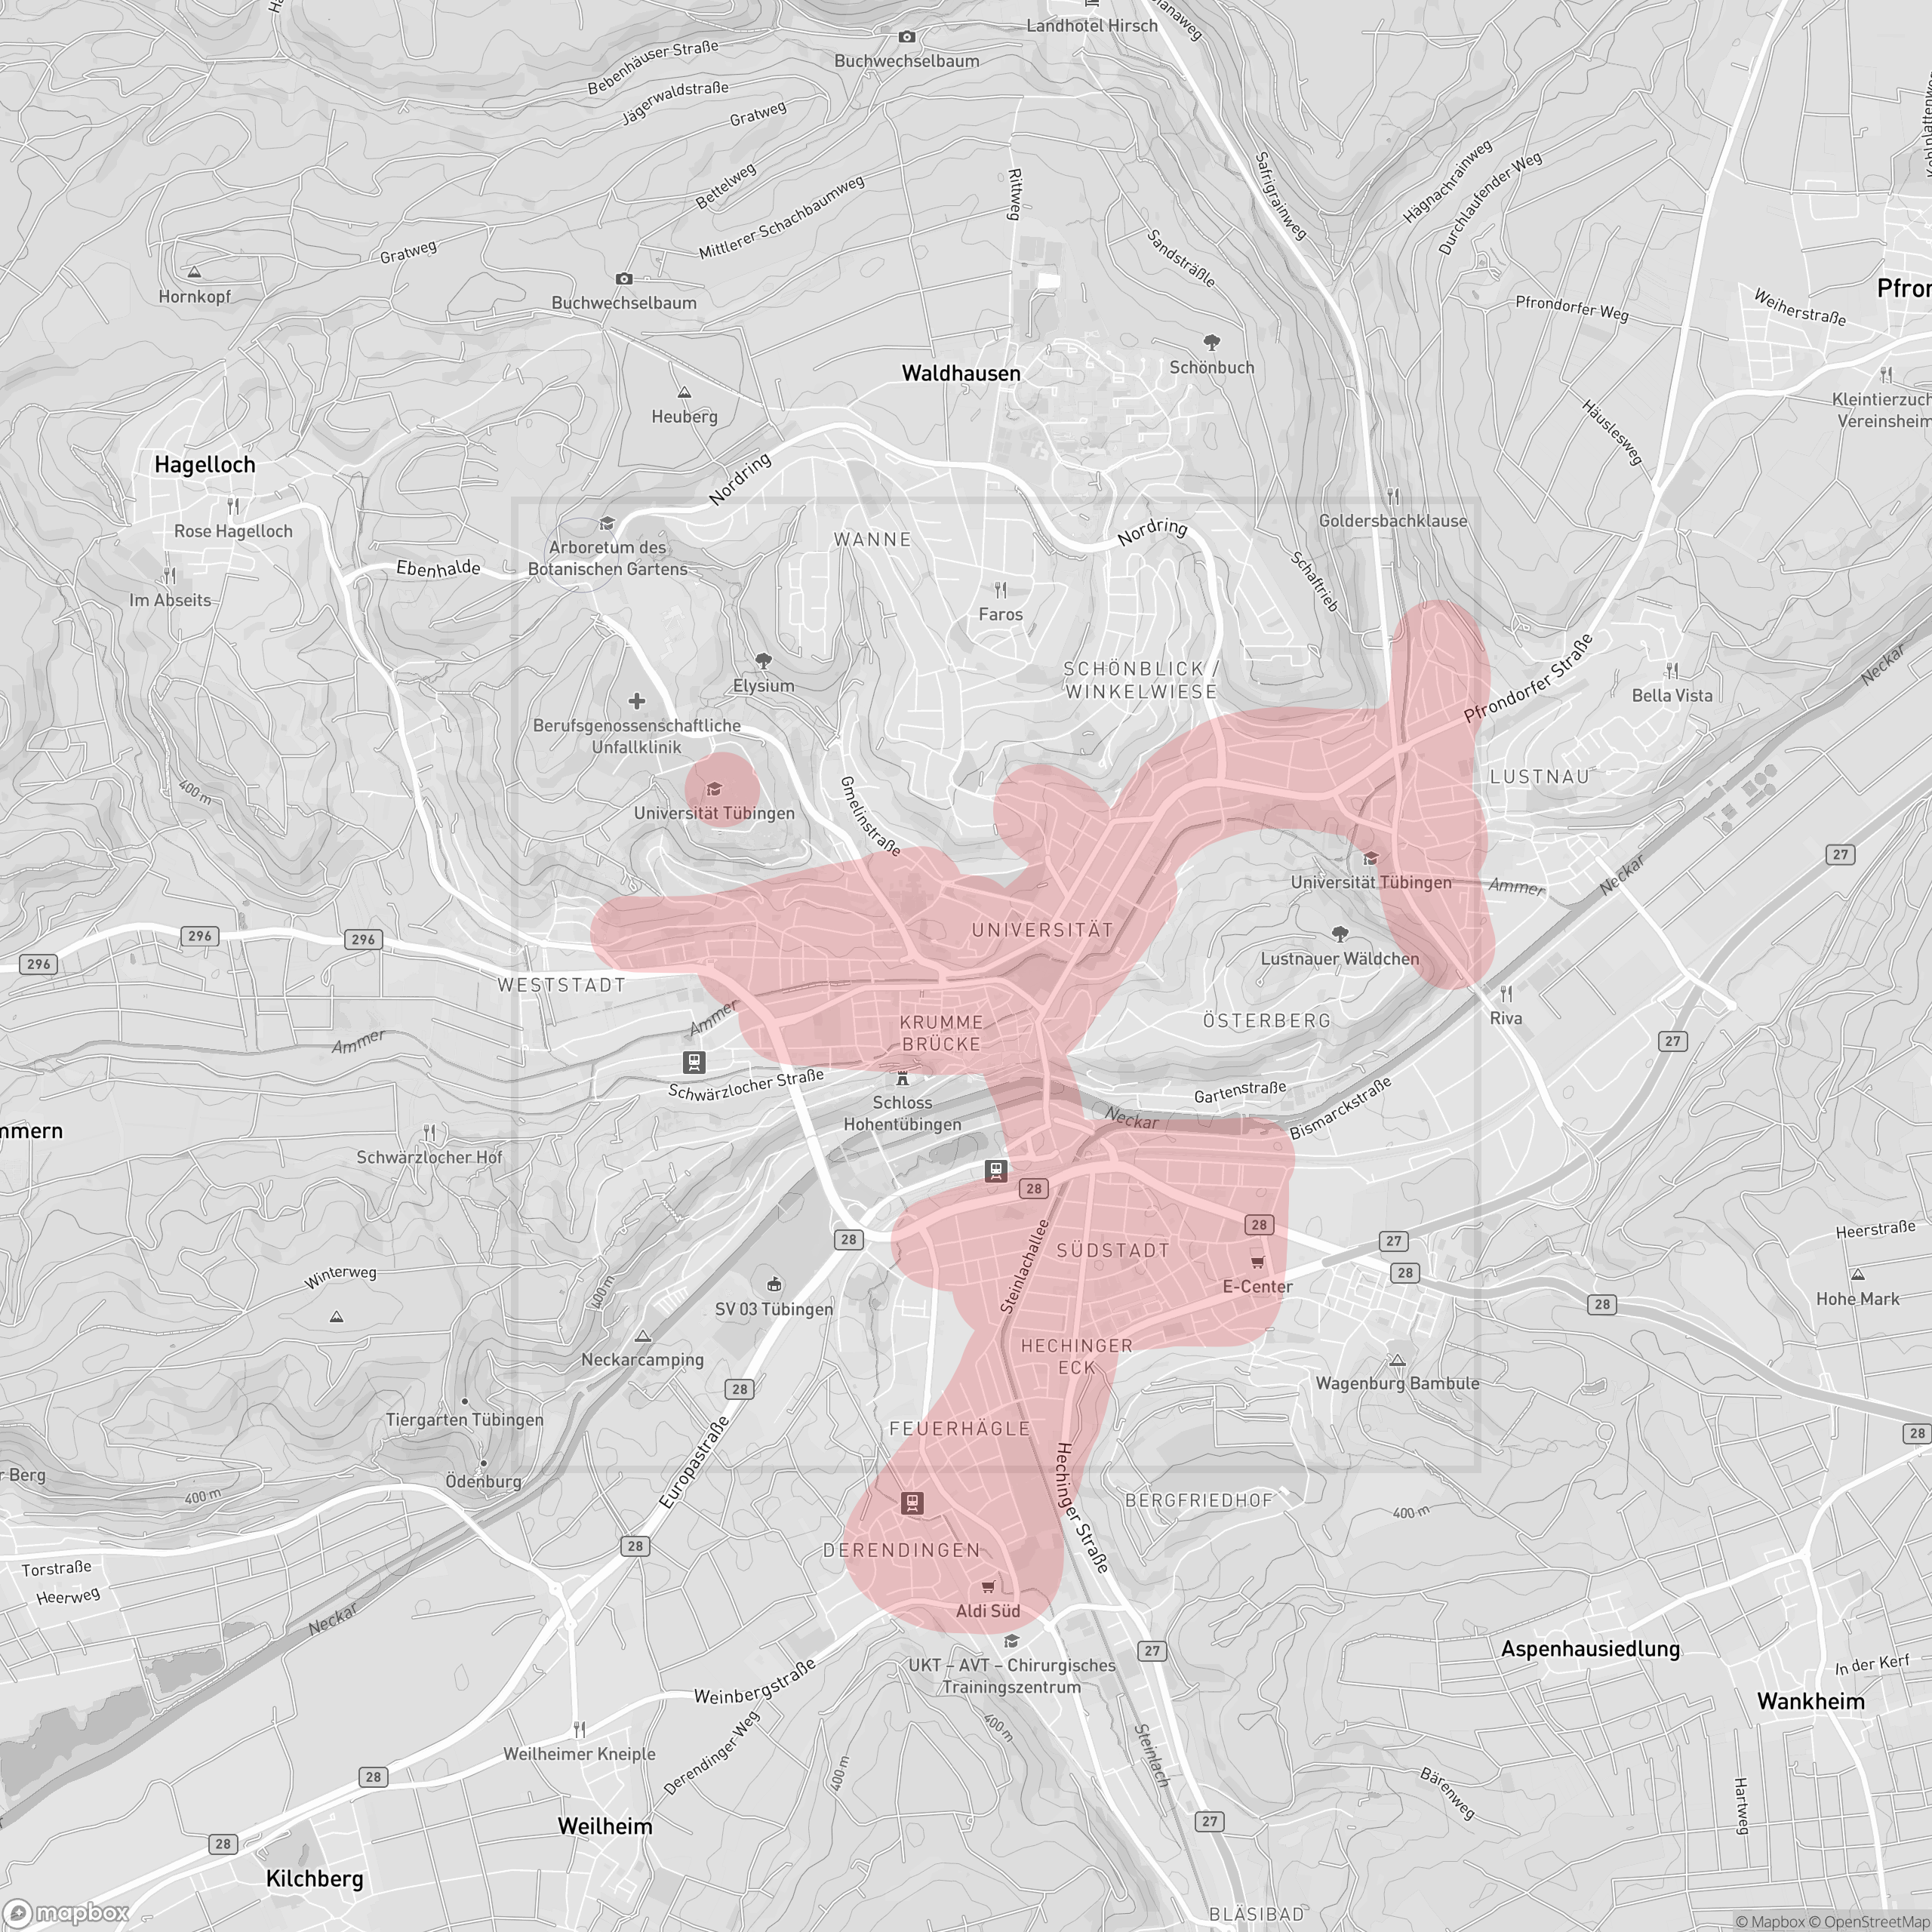 Landhotel Hirsch
Buchwechselbaum
Bebenhäuser Straße
Jägerwaldstraße
Gratweg
Bettelweg
Mittlerer Schachbaumweg
Rittweg
Safrigrainweg
Hägnachrainweg
Durchlaufender Weg
Sandsträßle
Gratweg
Hornkopf
Buchwechselbaum
Pfrondorfer Weg
Weiherstraße
Pfron
Waldhausen
Schönbuch
Heuberg
Kleintierzuch
Vereinsheim
Häuslesweg
Hagelloch
Nordring
Rose Hagelloch
Goldersbachklause
Arboretum des
Botanischen Gartens
WANNE
Nordring
Ebenhalde
Im Abseits
Schaftrieb
Faros
Elysium
SCHÖNBLICK /
WINKELWIESE
Pfrondorfer Straße
Bella Vista
Neckar
Berufsgenossenschaftliche
Unfallklinik
LUSTNAU
400 m
Universität Tübingen
Gmelinstraße
27
Universität Tübingen
Ammer
Neckar
UNIVERSITÄT
296
296
296
Lustnauer Wäldchen
WESTSTADT
Ammer
KRUMME
BRÜCKE
ÖSTERBERG
Riva
Ammer
27
Schwärzlocher Straße
Gartenstraße
Schloss
Hohentübingen
Neckar
Bismarckstraße
mmern
Schwärzlocher Hof
28
28
28
27
Heerstraße
Steinlachallee
SÜDSTADT
Winterweg
400 m
28
E-Center
SV 03 Tübingen
28
Hohe Mark
Neckarcamping
HECHINGER
ECK
28
Wagenburg Bambule
Tiergarten Tübingen
FEUERHÄGLE
28
Europastraße
Hechinger Straße
r Berg
Ödenburg
400 m
BERGFRIEDHOF
400 m
28
DERENDINGEN
Torstraße
Heerweg
Aldi Süd
Neckar
27
Aspenhausiedlung
UKT – AVT – Chirurgisches
Trainingszentrum
In der Kerf
Weinbergstraße
Wankheim
400 m
Derendinger Weg
Weilheimer Kneiple
Steinlach
400 m
28
Bärenweg
Hartweg
Weilheim
27
28
Kilchberg
BLÄSIBAD
mapbox
© Mapbox © OpenStreetMap